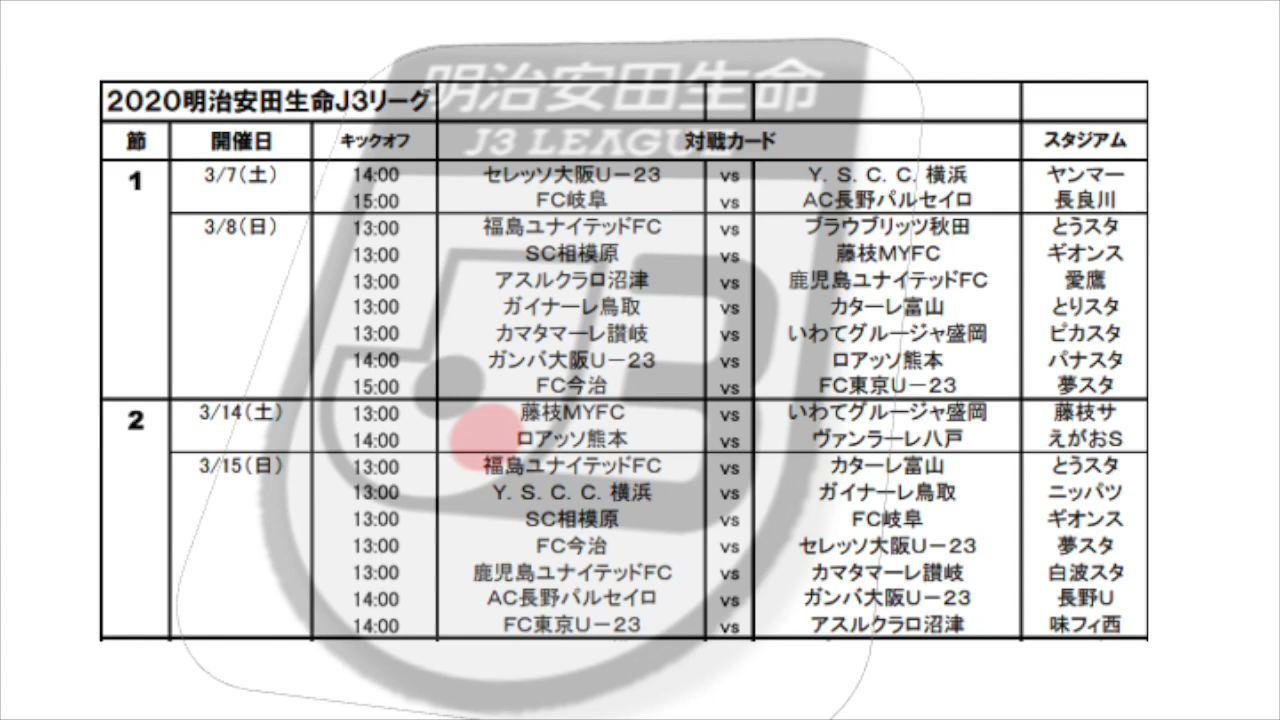 明治安田生命
J3 LEAGUE
2020明治安田生命J3リーグ
節 開催日 キックオフ 対戦カード スタジアム
1 3/7(土) 14:00 セレッソ大阪U-23 vs Y. S. C. C. 横浜 ヤンマー
15:00 FC岐阜 vs AC長野パルセイロ 長良川
3/8(日) 13:00 福島ユナイテッドFC vs ブラウブリッツ秋田 とうスタ
13:00 SC相模原 vs 藤枝MYFC ギオンス
13:00 アスルクラロ沼津 vs 鹿児島ユナイテッドFC 愛鷹
13:00 ガイナーレ鳥取 vs カターレ富山 とりスタ
13:00 カマタマーレ讃岐 vs いわてグルージャ盛岡 ピカスタ
14:00 ガンバ大阪U-23 vs ロアッソ熊本 パナスタ
15:00 FC今治 vs FC東京U-23 夢スタ
2 3/14(土) 13:00 藤枝MYFC vs いわてグルージャ盛岡 藤枝サ
14:00 ロアッソ熊本 vs ヴァンラーレ八戸 えがおS
3/15(日) 13:00 福島ユナイテッドFC vs カターレ富山 とうスタ
13:00 Y. S. C. C. 横浜 vs ガイナーレ鳥取 ニッパツ
13:00 SC相模原 vs FC岐阜 ギオンス
13:00 FC今治 vs セレッソ大阪U-23 夢スタ
13:00 鹿児島ユナイテッドFC vs カマタマーレ讃岐 白波スタ
14:00 AC長野パルセイロ vs ガンバ大阪U-23 長野U
14:00 FC東京U-23 vs アスルクラロ沼津 味フィ西